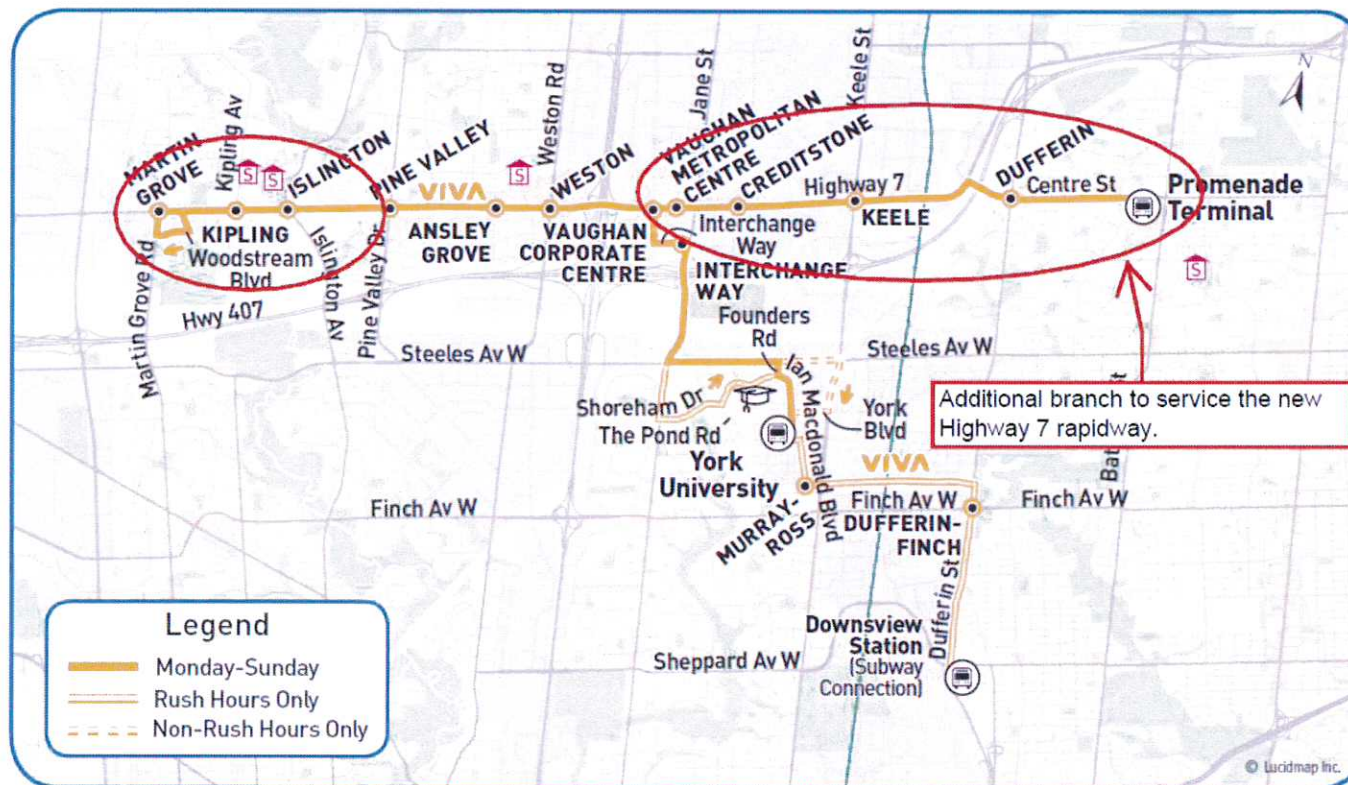 Kipling Av
Weston Rd
Jane St
Keele St
N
MARTIN
GROVE
S
S
ISLINGTON
PINE VALLEY
VIVA
S
WESTON
VAUGHAN
METROPOLITAN
CENTRE
CREDITSTONE
Highway 7
DUFFERIN
Centre St
Promenade
Terminal
KIPLING
Woodstream
Blvd
ANSLEY
GROVE
VAUGHAN
CORPORATE
CENTRE
Interchange
Way
KEELE
INTERCHANGE
WAY
S
Martin Grove Rd
Hwy 407
Islington Av
Pine Valley Dr
Founders
Rd
Steeles Av W
Steeles Av W
Ian Macdonald Blvd
Shoreham Dr
The Pond Rd
York
Blvd
Additional branch to service the new
Highway 7 rapidway.
Bat
st
York
University
VIVA
Finch Av W
MURRAY-
ROSS
Finch Av W
Finch Av W
DUFFERIN-
FINCH
Dufferin St
Downsview
Station
(Subway
Connection)
Sheppard Av W
Legend
Monday-Sunday
Rush Hours Only
Non-Rush Hours Only
© Lucidmap Inc.